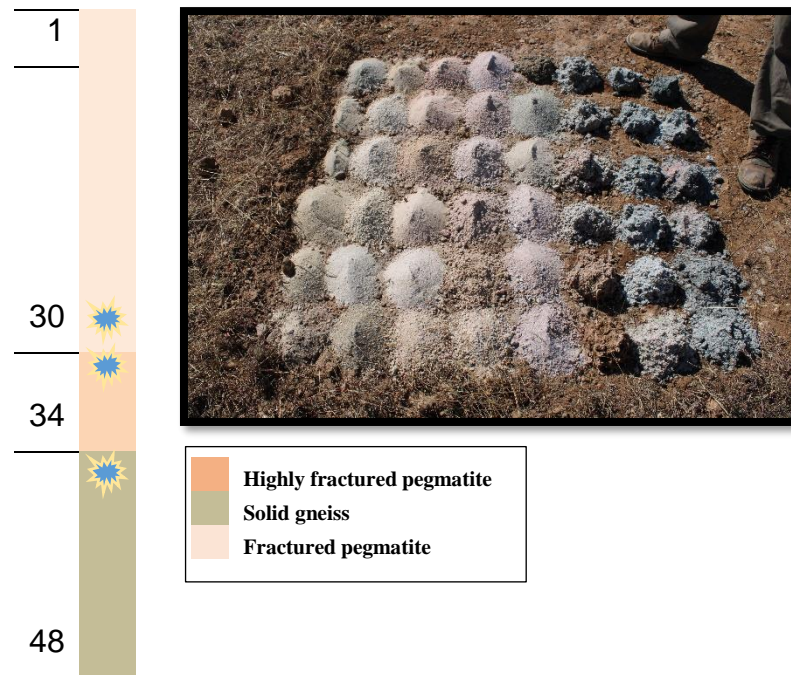 1
30
34
48
Highly fractured pegmatite
Solid gneiss
Fractured pegmatite